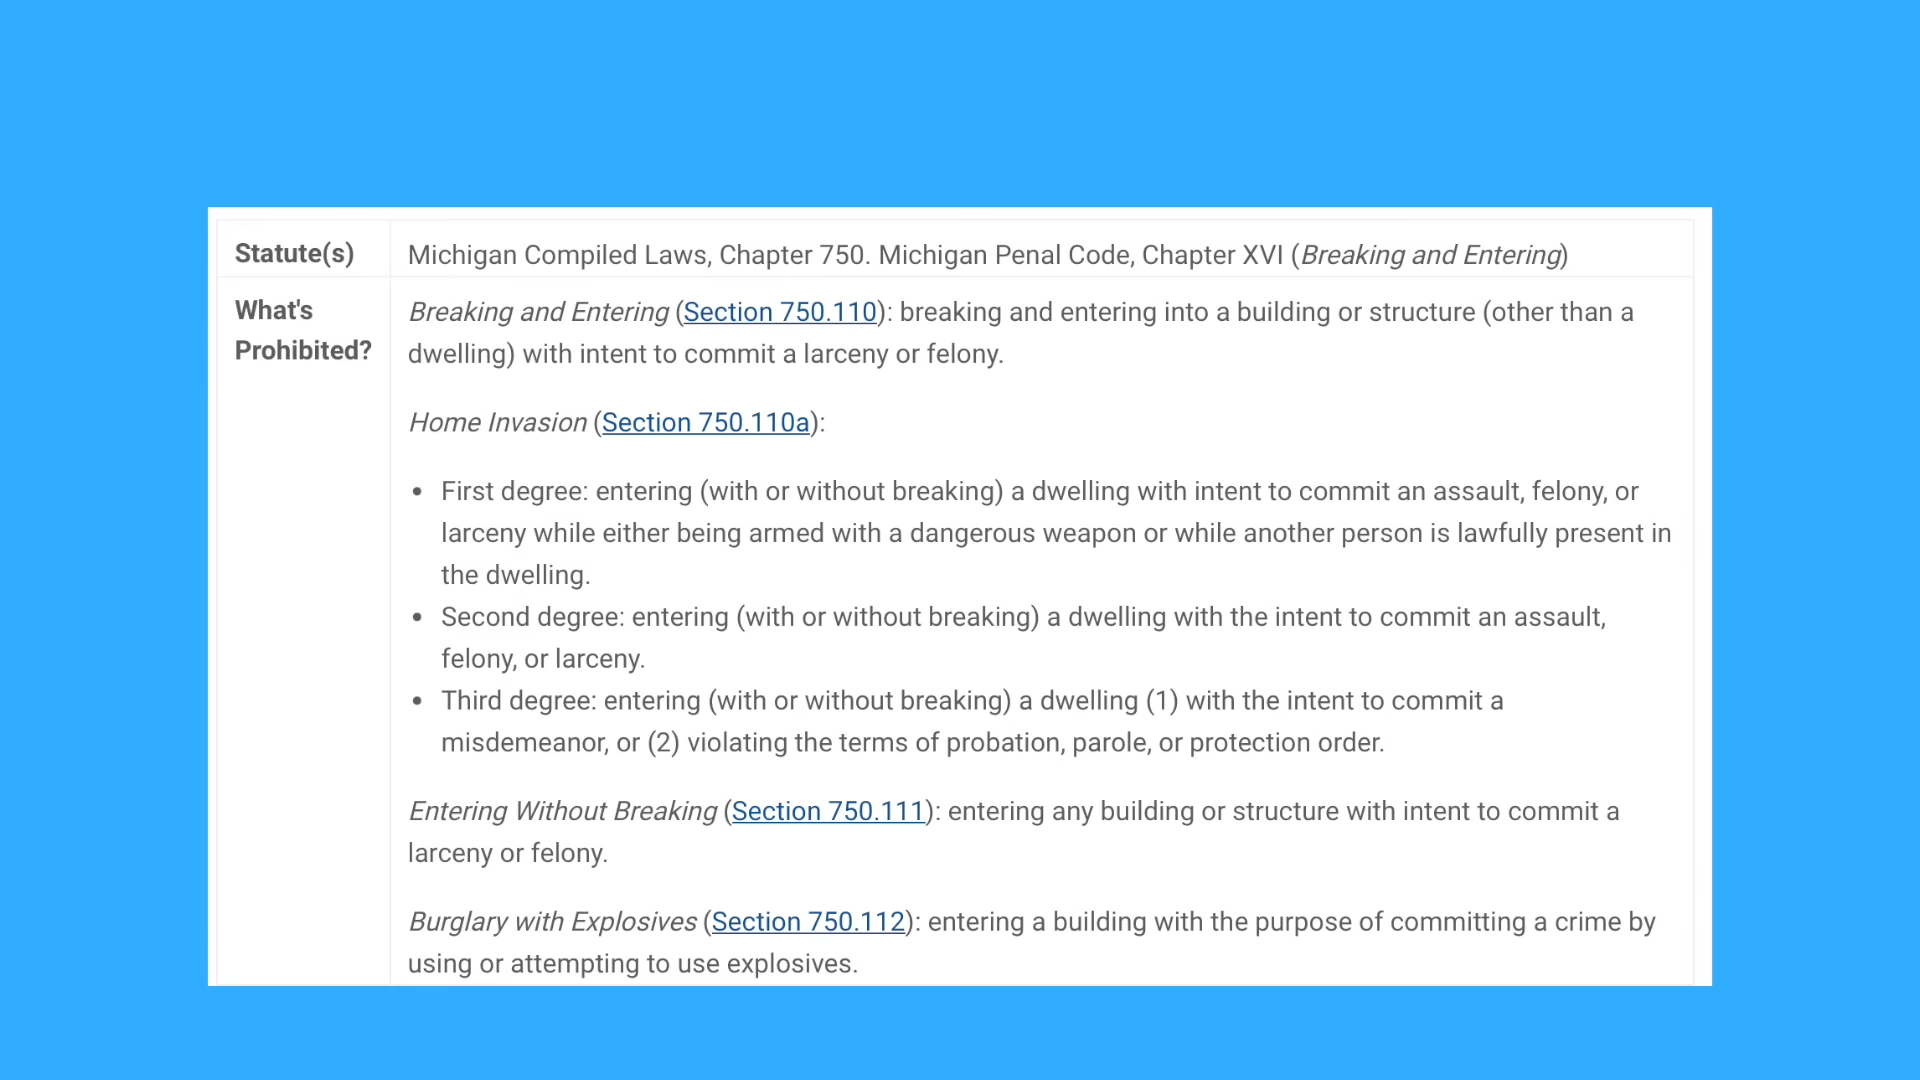 Statute(s)
Michigan Compiled Laws, Chapter 750. Michigan Penal Code, Chapter XVI (Breaking and Entering)
What's
Prohibited?
Breaking and Entering (Section 750.110): breaking and entering into a building or structure (other than a
dwelling) with intent to commit a larceny or felony.
Home Invasion (Section 750.110a):
• First degree: entering (with or without breaking) a dwelling with intent to commit an assault, felony, or
larceny while either being armed with a dangerous weapon or while another person is lawfully present in
the dwelling.
• Second degree: entering (with or without breaking) a dwelling with the intent to commit an assault,
felony, or larceny.
• Third degree: entering (with or without breaking) a dwelling (1) with the intent to commit a
misdemeanor, or (2) violating the terms of probation, parole, or protection order.
Entering Without Breaking (Section 750.111): entering any building or structure with intent to commit a
larceny or felony.
Burglary with Explosives (Section 750.112): entering a building with the purpose of committing a crime by
using or attempting to use explosives.